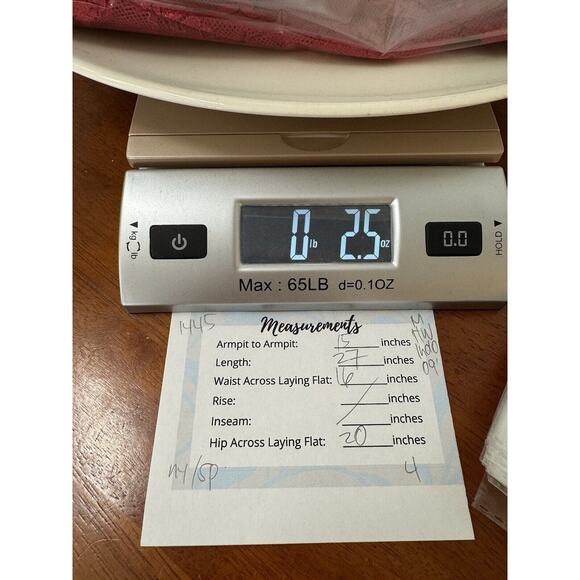 0 lb 2.5 oz
kg lb
0.0
HOLD
Max : 65LB d=0.1OZ
1445
Measurements
Armpit to Armpit: 15 inches
Length: 27 inches
Waist Across Laying Flat: 16 inches
Rise: inches
Inseam: inches
Hip Across Laying Flat: 20 inches
4